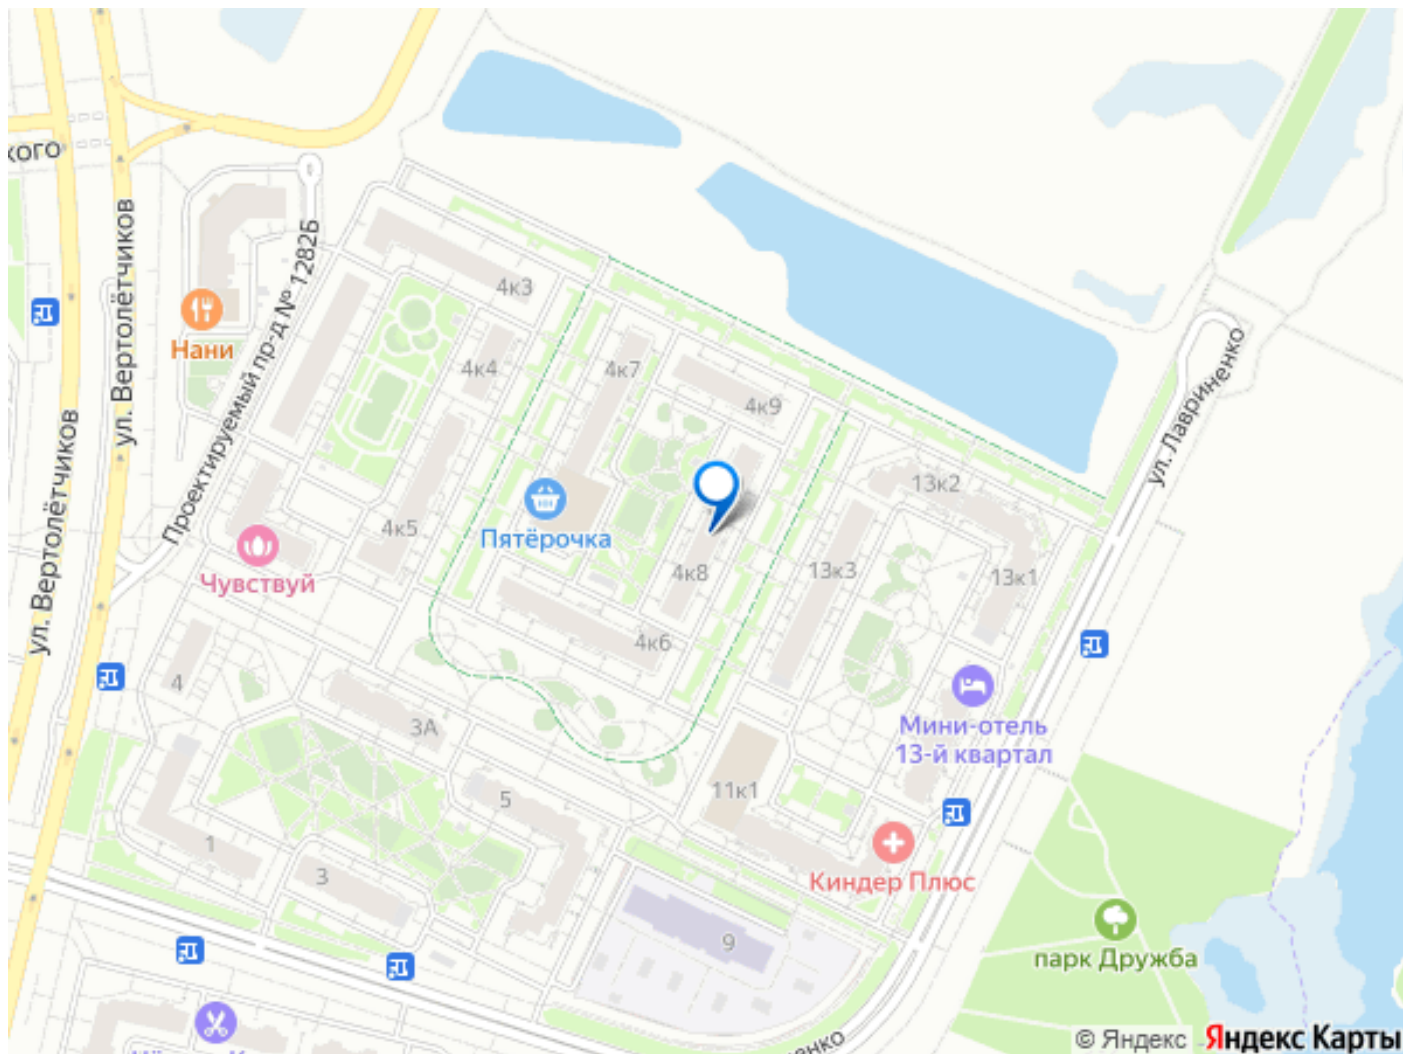 кого
ул. Вертолётчиков
ул. Вертолётчиков
Проектируемый пр-д № 1282Б
Нани
4к3
4к4
4к7
4к9
4к5
Пятёрочка
4к8
4к6
Чувствуй
13к2
13к3
13к1
ул. Лавриненко
4
3А
5
1
3
11к1
Мини-отель
13-й квартал
Киндер Плюс
9
парк Дружба
енко
© Яндекс
Яндекс Карты